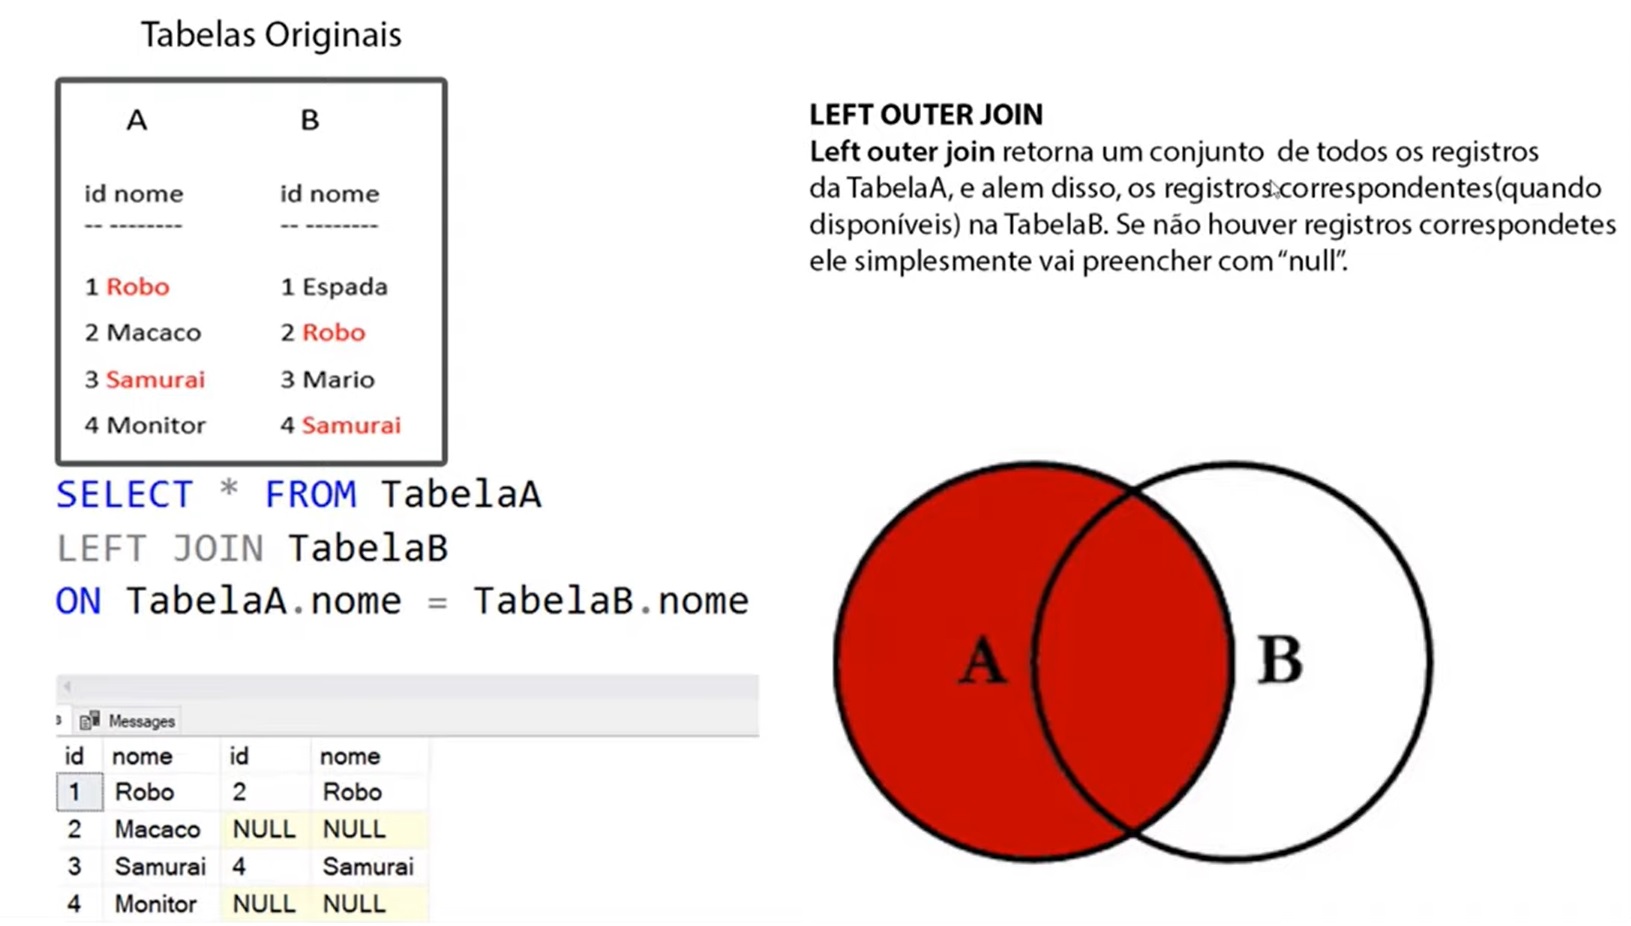 Tabelas Originais
A B
id nome id nome
-- -------- -- --------
1 Robo 1 Espada
2 Macaco 2 Robo
3 Samurai 3 Mario
4 Monitor 4 Samurai
SELECT * FROM TabelaA
LEFT JOIN TabelaB
ON TabelaA.nome = TabelaB.nome
Messages
id nome id nome
1 Robo 2 Robo
2 Macaco NULL NULL
3 Samurai 4 Samurai
4 Monitor NULL NULL
LEFT OUTER JOIN
Left outer join retorna um conjunto de todos os registros
da TabelaA, e alem disso, os registros correspondentes(quando
disponíveis) na TabelaB. Se não houver registros correspondetes
ele simplesmente vai preencher com “null”.
A B